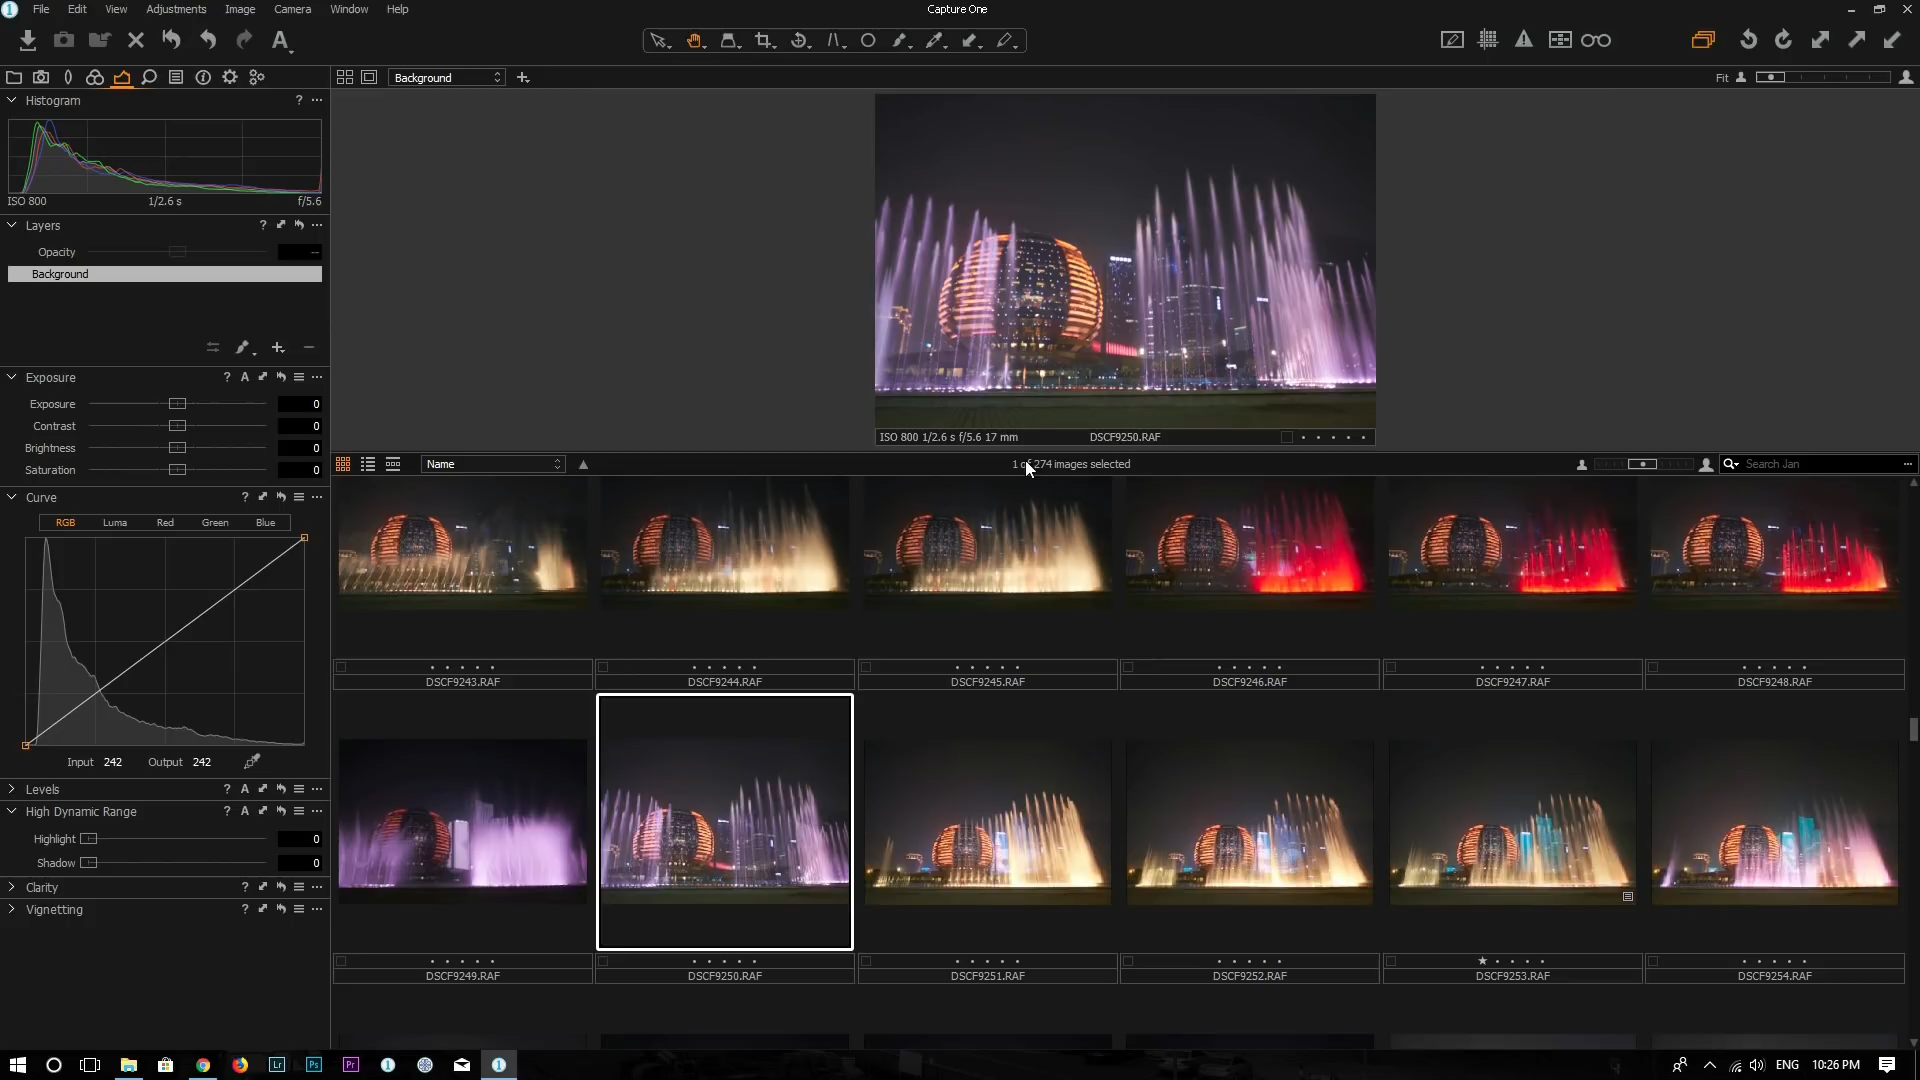 File Edit View Adjustments Image Camera Window Help
Capture One
Background
Fit
Histogram
ISO 800 1/2.6 s f/5.6
Layers
Opacity --
Background
Exposure
Exposure 0
Contrast 0
Brightness 0
Saturation 0
Curve
RGB Luma Red Green Blue
Input 242 Output 242
Levels
High Dynamic Range
Highlight 0
Shadow 0
Clarity
Vignetting
ISO 800 1/2.6 s f/5.6 17 mm DSCF9250.RAF
Name
1 of 274 images selected
Search Jan
DSCF9243.RAF DSCF9244.RAF DSCF9245.RAF DSCF9246.RAF DSCF9247.RAF DSCF9248.RAF
DSCF9249.RAF DSCF9250.RAF DSCF9251.RAF DSCF9252.RAF DSCF9253.RAF DSCF9254.RAF
Lr Ps Pr
ENG 10:26 PM